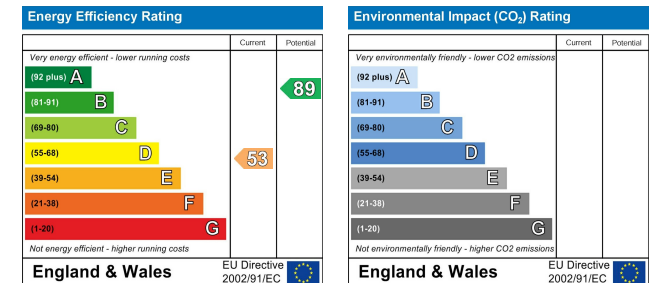 Energy Efficiency Rating
Current Potential
Very energy efficient - lower running costs
(92 plus) A
(81-91) B
(69-80) C
(55-68) D
(39-54) E
(21-38) F
(1-20) G
89
53
Not energy efficient - higher running costs
England & Wales
EU Directive
2002/91/EC
Environmental Impact (CO₂) Rating
Current Potential
Very environmentally friendly - lower CO2 emissions
(92 plus) A
(81-91) B
(69-80) C
(55-68) D
(39-54) E
(21-38) F
(1-20) G
Not environmentally friendly - higher CO2 emissions
England & Wales
EU Directive
2002/91/EC